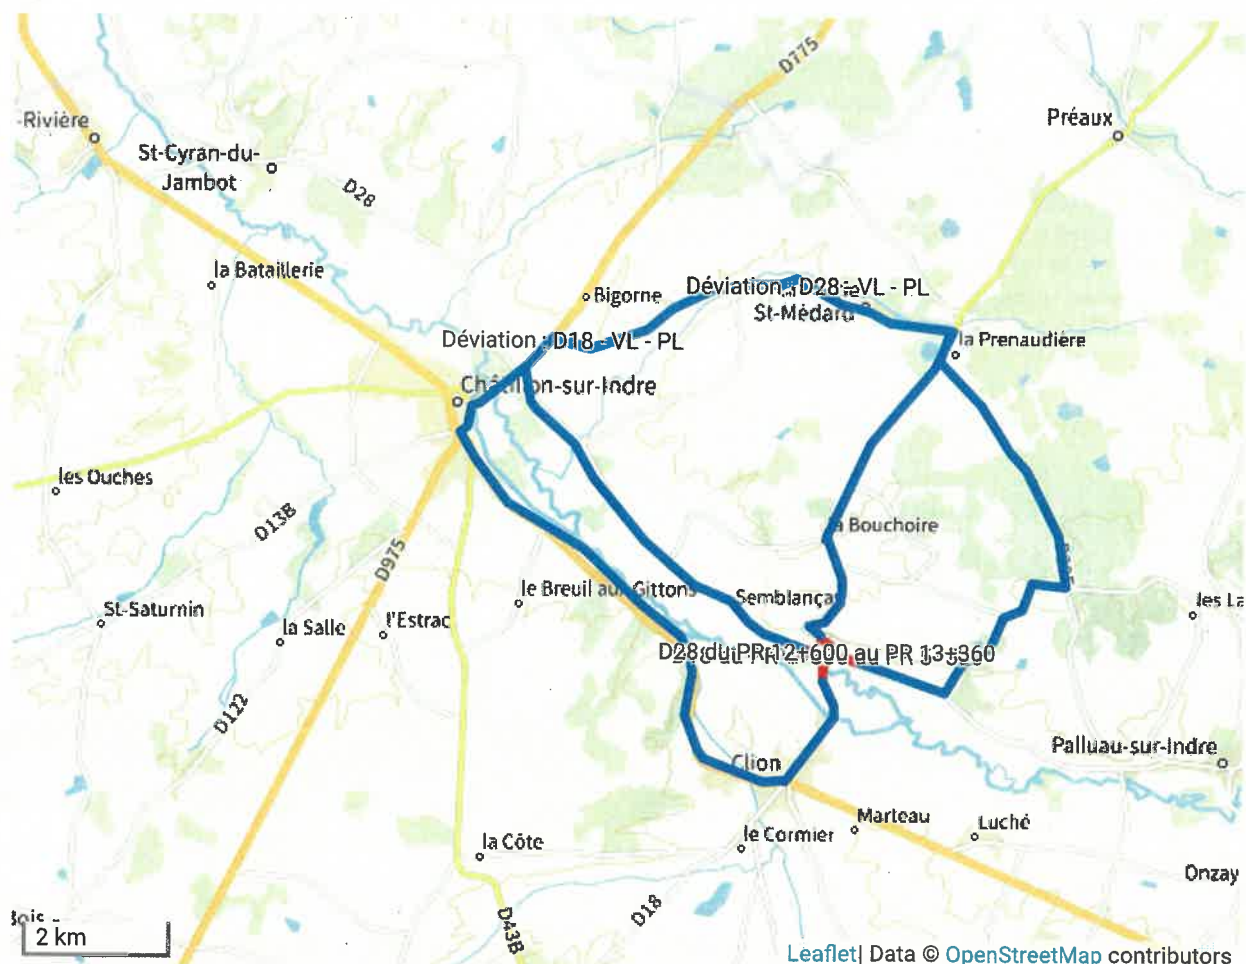 D775
-Rivière
Préaux
St-Cyran-du-
Jambot
D28
la Bataillerie
Bigorne
Déviation : D28 - VL - PL
St-Médard
Déviation : D18 - VL - PL
la Prenaudière
Châtillon-sur-Indre
les Ouches
D13B
la Bouchoire
D975
le Breuil aux Gittons
Semblançay
St-Saturnin
la Salle
l'Estrac
les La
D28 du PR 12+600 au PR 13+360
D122
Clion
Palluau-sur-Indre
Marteau
Luché
le Cormier
la Côte
Onzay
D18
D43B
2 km
Leaflet | Data © OpenStreetMap contributors